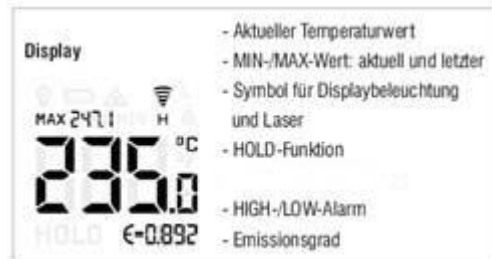 Display
MAX 247.1 H
235.0 °C
HOLD €=0.892
- Aktueller Temperaturwert
- MIN-/MAX-Wert: aktuell und letzter
- Symbol für Displaybeleuchtung
und Laser
- HOLD-Funktion
- HIGH-/LOW-Alarm
- Emissionsgrad